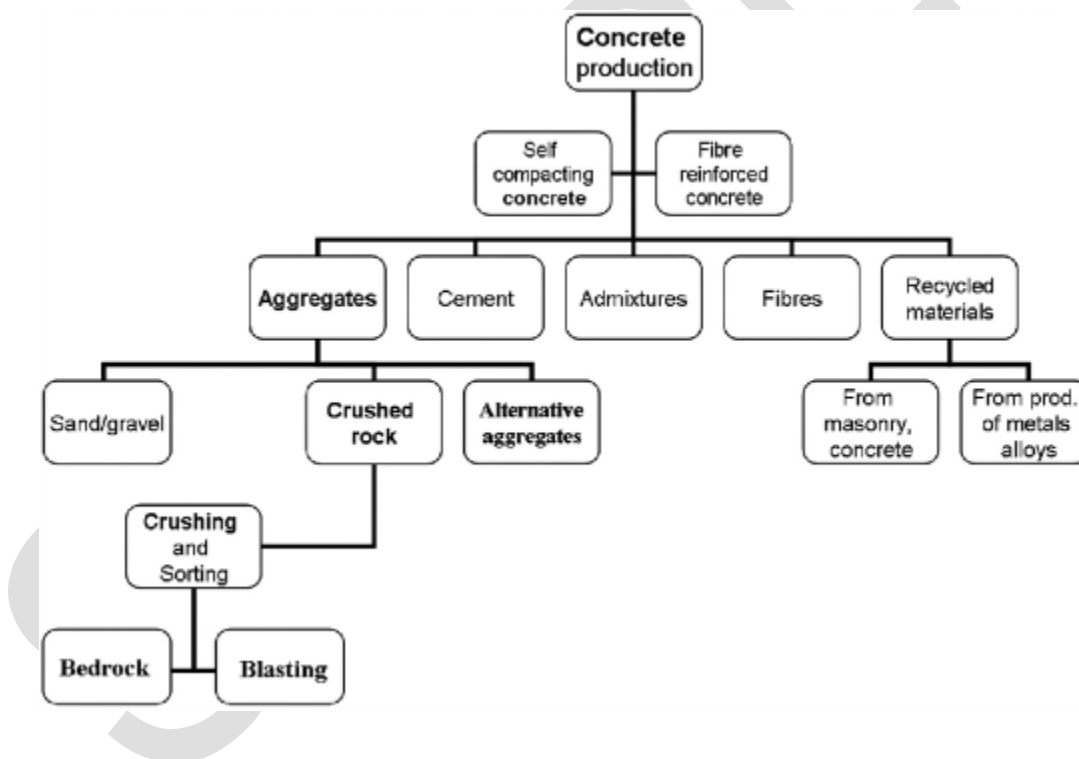 Concrete
production
Self
compacting
concrete
Fibre
reinforced
concrete
Aggregates
Cement
Admixtures
Fibres
Recycled
materials
Sand/gravel
Crushed
rock
Alternative
aggregates
From
masonry,
concrete
From prod.
of metals
alloys
Crushing
and
Sorting
Bedrock
Blasting